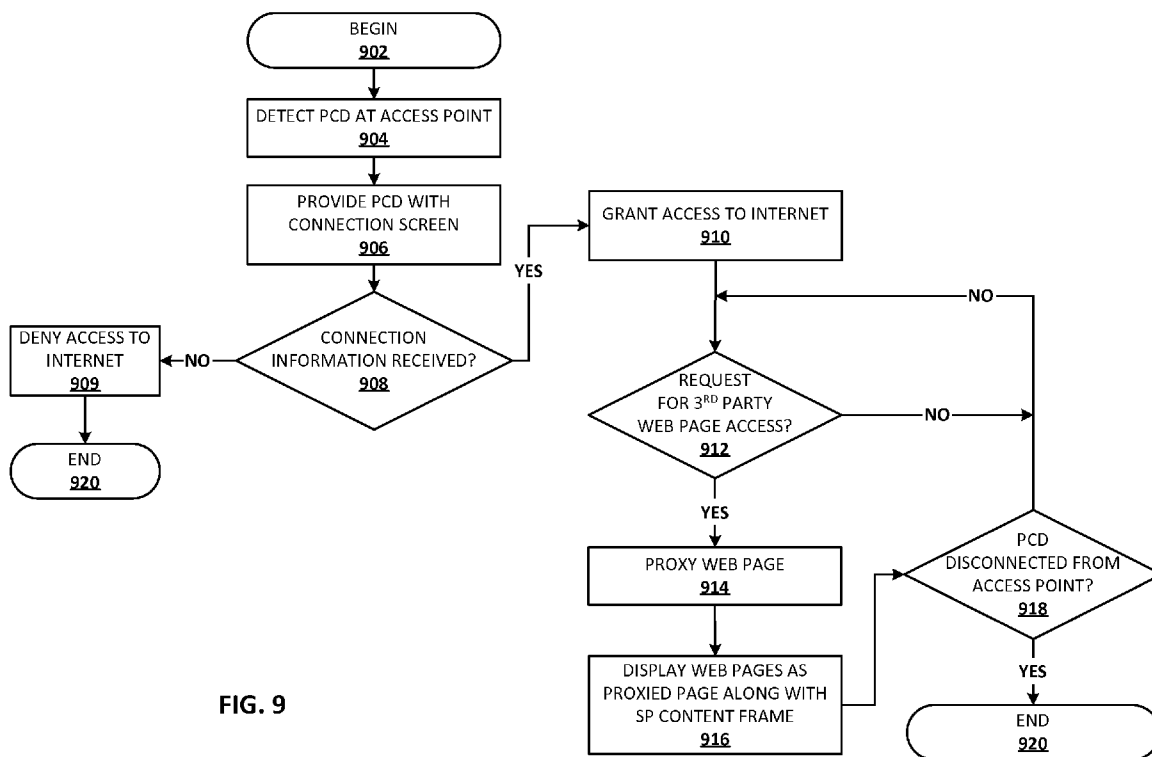 BEGIN
902
DETECT PCD AT ACCESS POINT
904
PROVIDE PCD WITH
CONNECTION SCREEN
906
CONNECTION
INFORMATION RECEIVED?
908
NO
DENY ACCESS TO
INTERNET
909
END
920
YES
GRANT ACCESS TO INTERNET
910
NO
REQUEST
FOR 3RD PARTY
WEB PAGE ACCESS?
912
NO
YES
PROXY WEB PAGE
914
DISPLAY WEB PAGES AS
PROXIED PAGE ALONG WITH
SP CONTENT FRAME
916
PCD
DISCONNECTED FROM
ACCESS POINT?
918
YES
END
920
FIG. 9